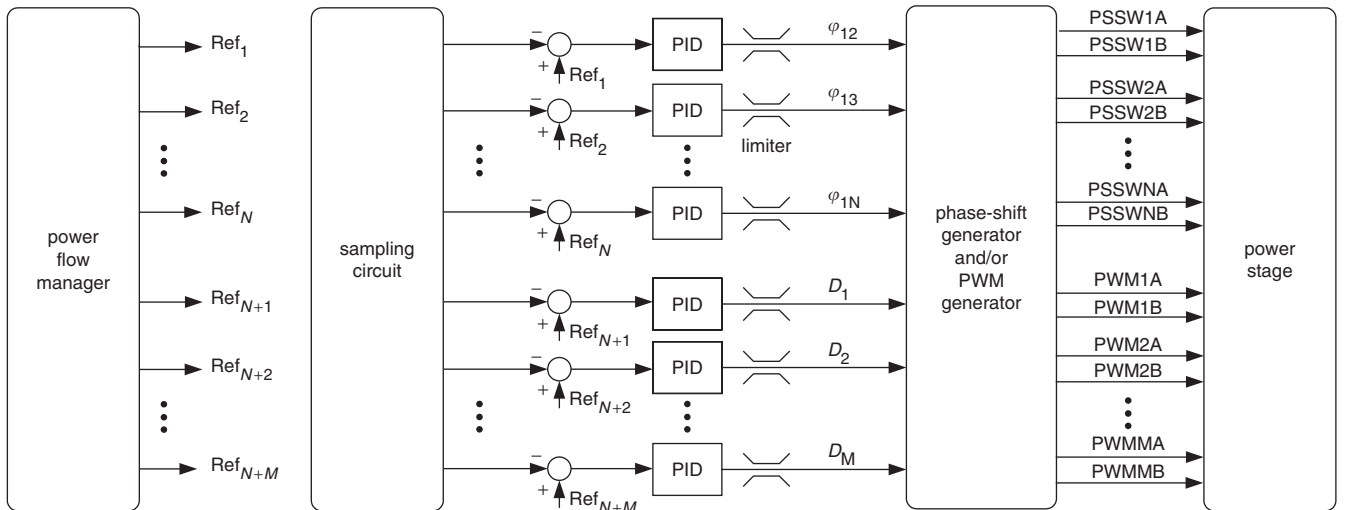 power
flow
manager
Ref1
Ref2
RefN
RefN+1
RefN+2
RefN+M
sampling
circuit
− + Ref1
− + Ref2
− + RefN
− + RefN+1
− + RefN+2
− + RefN+M
PID
PID
PID
PID
PID
PID
limiter
φ12
φ13
φ1N
D1
D2
DM
phase-shift
generator
and/or
PWM
generator
PSSW1A
PSSW1B
PSSW2A
PSSW2B
PSSWNA
PSSWNB
PWM1A
PWM1B
PWM2A
PWM2B
PWMMA
PWMMB
power
stage